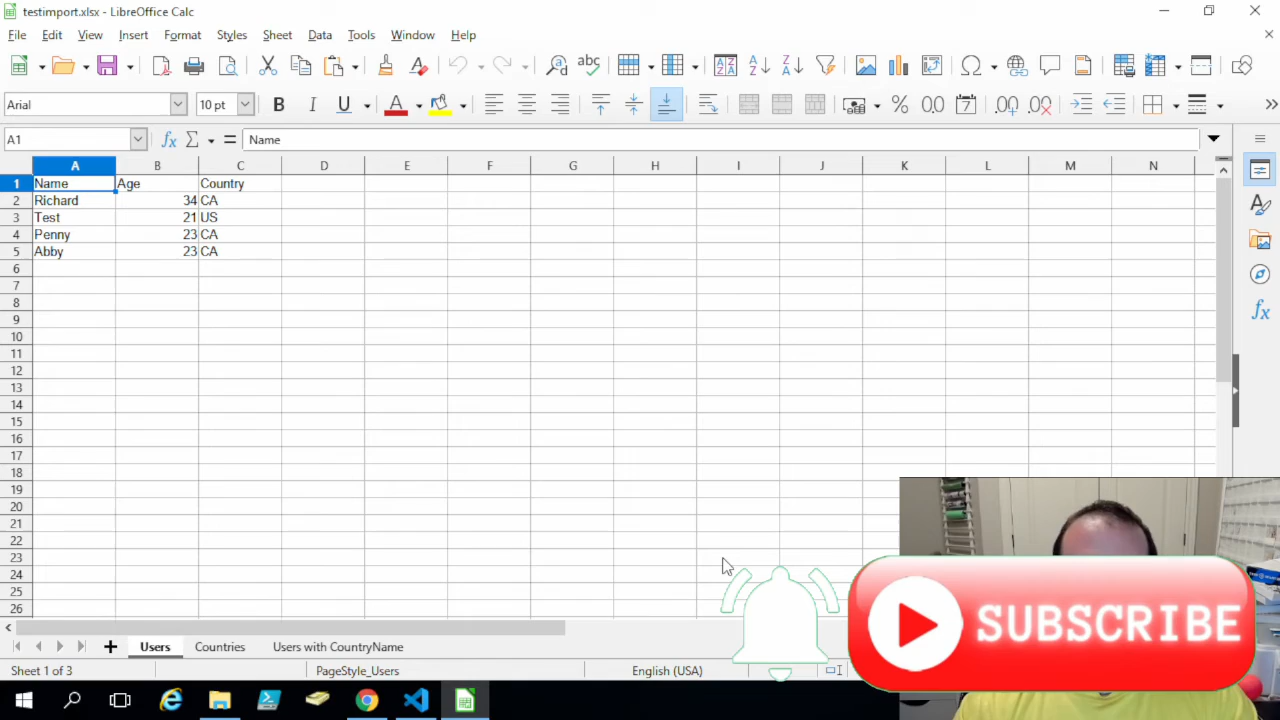 testimport.xlsx - LibreOffice Calc
File Edit View Insert Format Styles Sheet Data Tools Window Help
Arial 10 pt
A1 Name
A B C D E F G H I J K L M N
1 Name Age Country
2 Richard 34 CA
3 Test 21 US
4 Penny 23 CA
5 Abby 23 CA
6
7
8
9
10
11
12
13
14
15
16
17
18
19
20
21
22
23
24
25
26
SUBSCRIBE
Users Countries Users with CountryName
Sheet 1 of 3 PageStyle_Users English (USA)